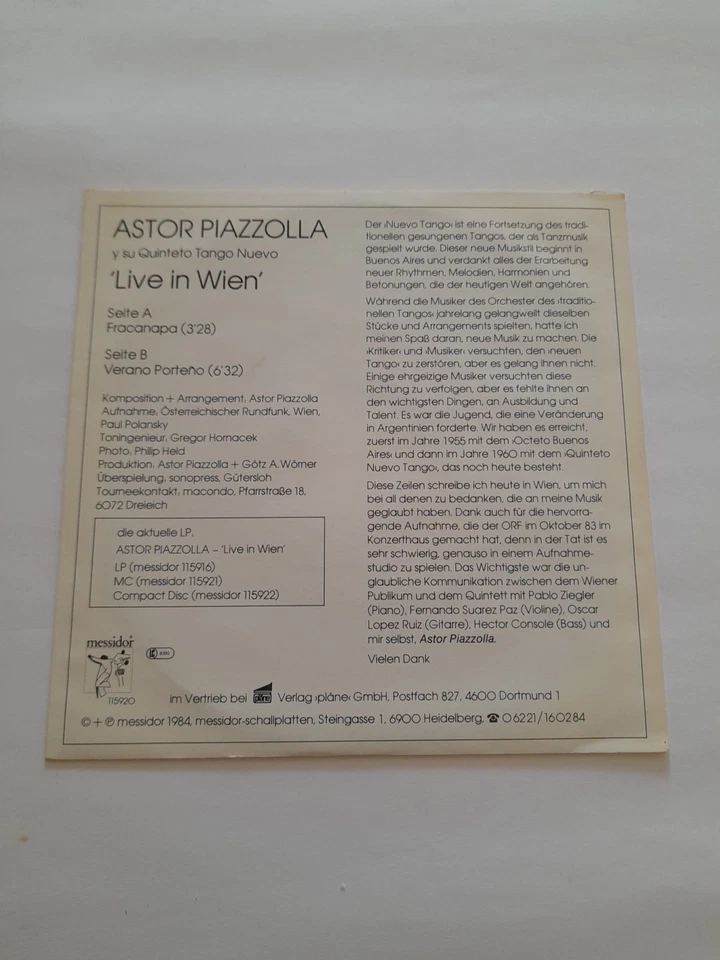 ASTOR PIAZZOLLA
y su Quinteto Tango Nuevo
'Live in Wien'
Seite A
Fracanapa (3'28)
Seite B
Verano Porteño (6'32)
Komposition + Arrangement, Astor Piazzolla
Aufnahme, Österreichischer Rundfunk, Wien,
Paul Polansky
Toningenieur, Gregor Hornacek
Photo, Philip Held
Produktion, Astor Piazzolla + Götz A. Wörner
Überspielung, sonopress, Gütersloh
Tourneekontakt, macondo, Pfarrstraße 18,
6072 Dreieich
die aktuelle LP,
ASTOR PIAZZOLLA – 'Live in Wien'
LP (messidor 115916)
MC (messidor 115921)
Compact Disc (messidor 115922)
messidor
115920
Der ›Nuevo Tango‹ ist eine Fortsetzung des tradi-
tionellen gesungenen Tangos, der als Tanzmusik
gespielt wurde. Dieser neue Musikstil beginnt in
Buenos Aires und verdankt alles der Erarbeitung
neuer Rhythmen, Melodien, Harmonien und
Betonungen, die der heutigen Welt angehören.
Während die Musiker des Orchester des ›traditio-
nellen Tangos‹ jahrelang gelangweilt dieselben
Stücke und Arrangements spielten, hatte ich
meinen Spaß daran, neue Musik zu machen. Die
›Kritiker‹ und ›Musiker‹ versuchten, den ›neuen
Tango‹ zu zerstören, aber es gelang ihnen nicht.
Einige ehrgeizige Musiker versuchten diese
Richtung zu verfolgen, aber es fehlte ihnen an
den wichtigsten Dingen, an Ausbildung und
Talent. Es war die Jugend, die eine Veränderung
in Argentinien forderte. Wir haben es erreicht,
zuerst im Jahre 1955 mit dem ›Octeto Buenos
Aires‹ und dann im Jahre 1960 mit dem ›Quinteto
Nuevo Tango‹, das noch heute besteht.
Diese Zeilen schreibe ich heute in Wien, um mich
bei all denen zu bedanken, die an meine Musik
geglaubt haben. Dank auch für die hervorra-
gende Aufnahme, die der ORF im Oktober 83 im
Konzerthaus gemacht hat, denn in der Tat ist es
sehr schwierig, genauso in einem Aufnahme-
studio zu spielen. Das Wichtigste war die un-
glaubliche Kommunikation zwischen dem Wiener
Publikum und dem Quintett mit Pablo Ziegler
(Piano), Fernando Suarez Paz (Violine), Oscar
Lopez Ruiz (Gitarre), Hector Console (Bass) und
mir selbst, Astor Piazzolla.
Vielen Dank
im Vertrieb bei Verlag ›pläne‹ GmbH, Postfach 827, 4600 Dortmund 1
© + ℗ messidor 1984, messidor-schallplatten, Steingasse 1, 6900 Heidelberg, ☎ 06221/160284